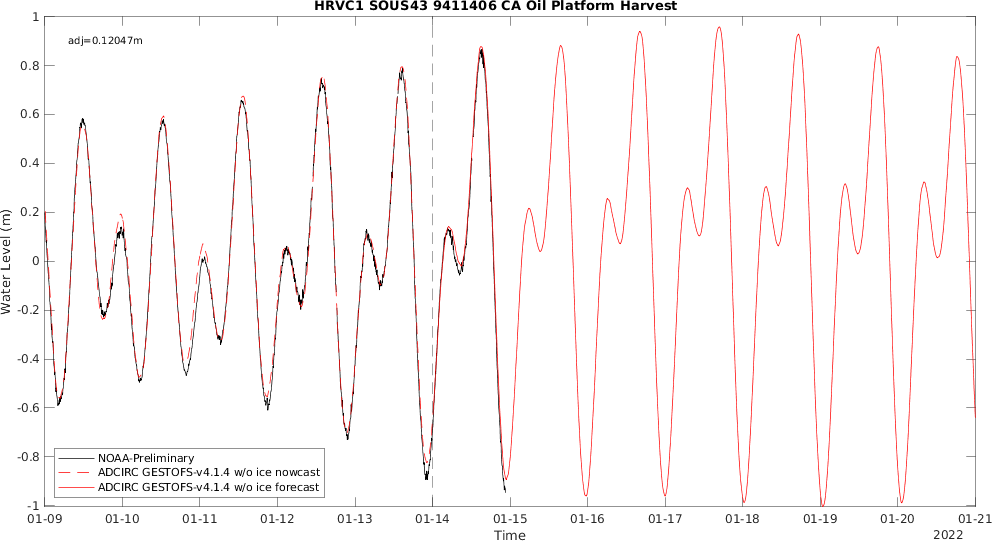 HRVC1 SOUS43 9411406 CA Oil Platform Harvest
adj=0.12047m
Water Level (m)
1
0.8
0.6
0.4
0.2
0
-0.2
-0.4
-0.6
-0.8
-1
NOAA-Preliminary
ADCIRC GESTOFS-v4.1.4 w/o ice nowcast
ADCIRC GESTOFS-v4.1.4 w/o ice forecast
01-09 01-10 01-11 01-12 01-13 01-14 01-15 01-16 01-17 01-18 01-19 01-20 01-21
Time
2022